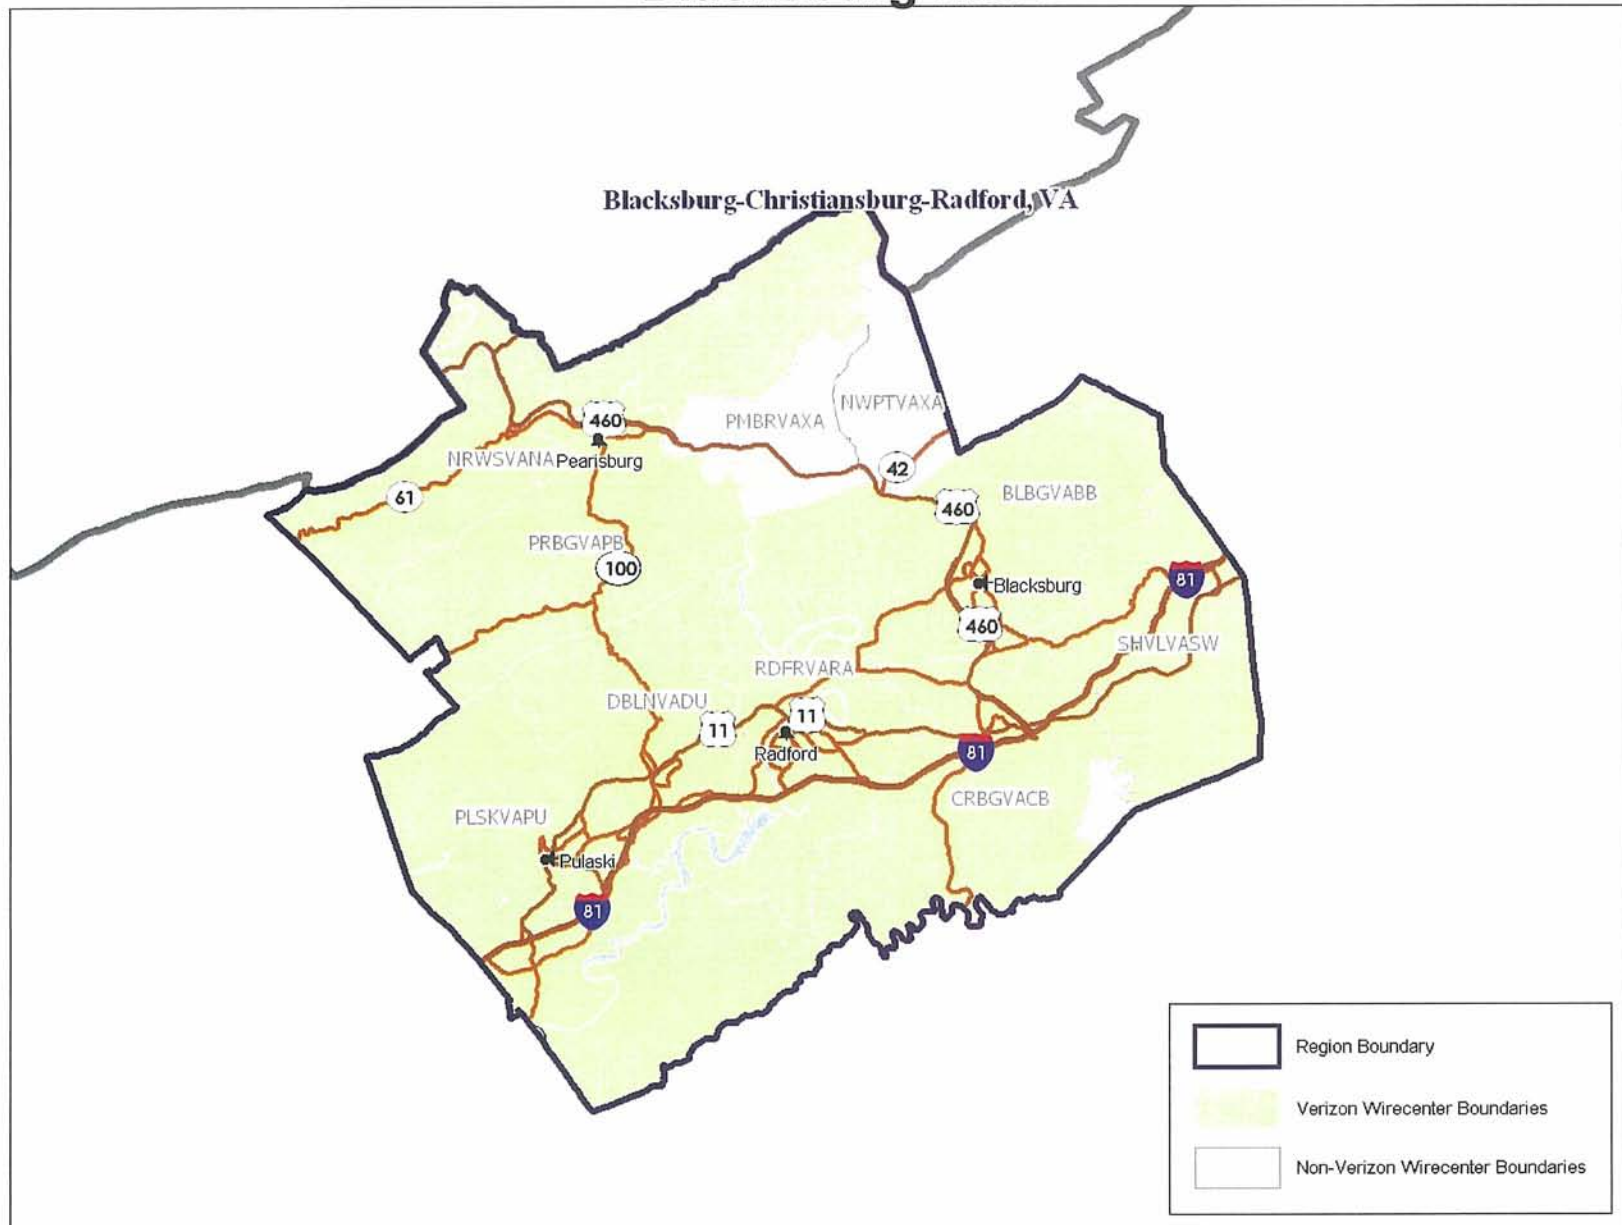 Blacksburg-Christiansburg-Radford, VA
PMBRVAXA
NWPTVAXA
460
NRWSVANA
Pearisburg
42
61
BLBGVABB
460
PRBGVAPB
100
Blacksburg
81
460
SHVLVASW
RDFRVARA
DBLNVADU
11
11
Radford
81
CRBGVACB
PLSKVAPU
Pulaski
81
Region Boundary
Verizon Wirecenter Boundaries
Non-Verizon Wirecenter Boundaries